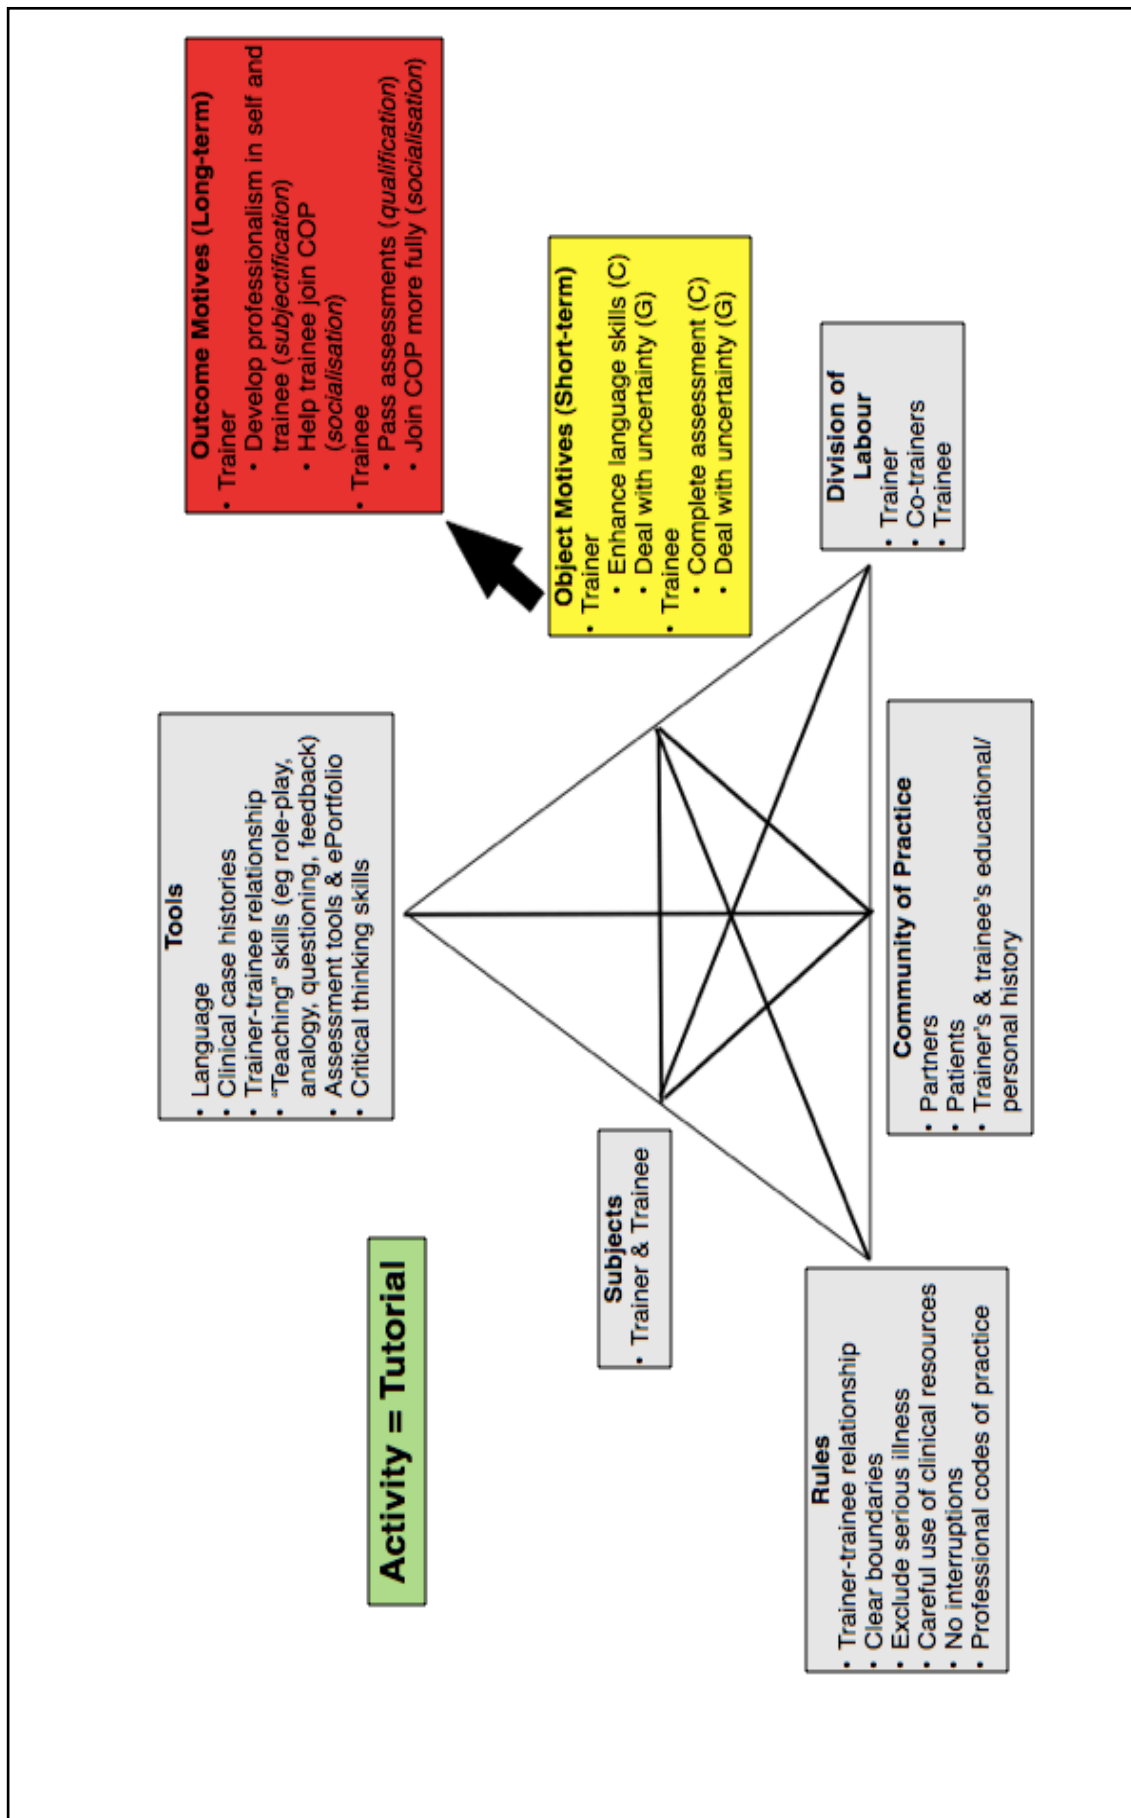 Activity = Tutorial
Tools
• Language
• Clinical case histories
• Trainer-trainee relationship
• “Teaching” skills (eg role-play,
analogy, questioning, feedback)
• Assessment tools & ePortfolio
• Critical thinking skills
Outcome Motives (Long-term)
• Trainer
• Develop professionalism in self and
trainee (subjectification)
• Help trainee join COP
(socialisation)
• Trainee
• Pass assessments (qualification)
• Join COP more fully (socialisation)
Subjects
• Trainer & Trainee
Object Motives (Short-term)
• Trainer
• Enhance language skills (C)
• Deal with uncertainty (G)
• Trainee
• Complete assessment (C)
• Deal with uncertainty (G)
Rules
• Trainer-trainee relationship
• Clear boundaries
• Exclude serious illness
• Careful use of clinical resources
• No interruptions
• Professional codes of practice
Community of Practice
• Partners
• Patients
• Trainer's & trainee's educational/
personal history
Division of
Labour
• Trainer
• Co-trainers
• Trainee